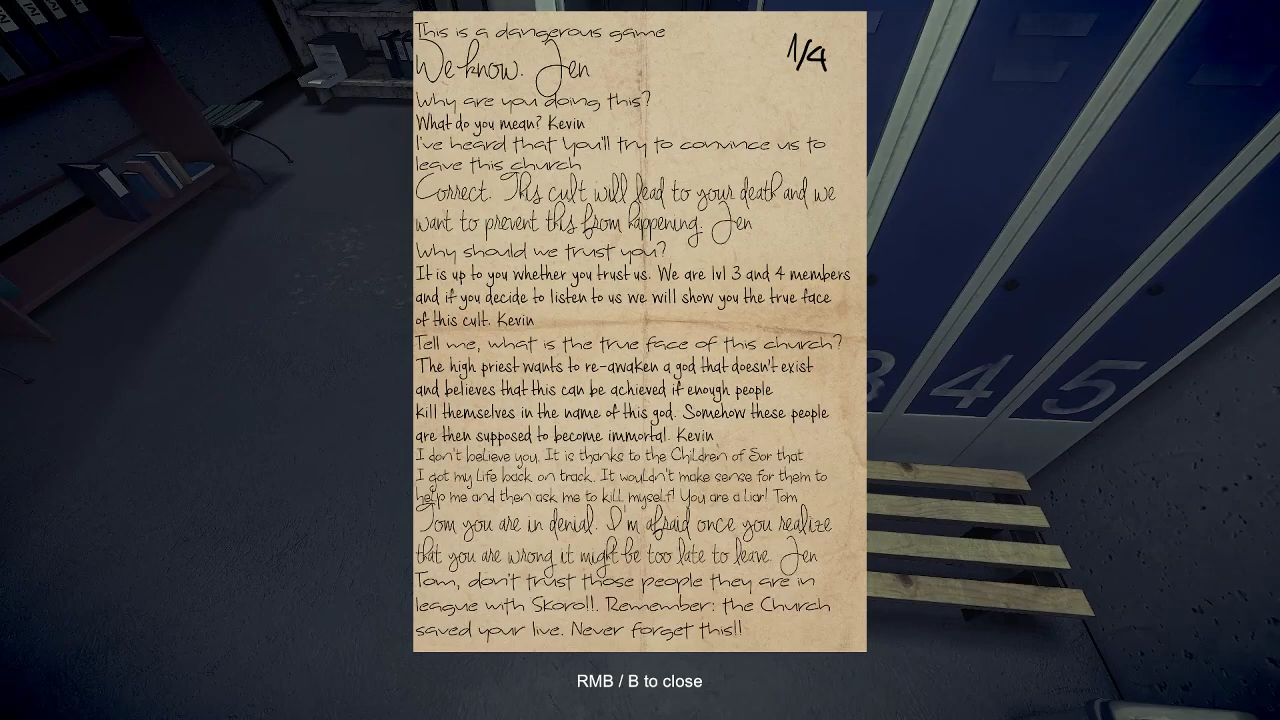 This is a dangerous game
1/4
We know. Jen
Why are you doing this?
What do you mean? Kevin
I've heard that you'll try to convince us to
leave this church
Correct. This cult will lead to your death and we
want to prevent this from happening. Jen
Why should we trust you?
It is up to you whether you trust us. We are lvl 3 and 4 members
and if you decide to listen to us we will show you the true face
of this cult. Kevin
Tell me, what is the true face of this church?
The high priest wants to re-awaken a god that doesn't exist
and believes that this can be achieved if enough people
kill themselves in the name of this god. Somehow these people
are then supposed to become immortal. Kevin
I don't believe you. It is thanks to the Children of Sor that
I got my Life back on track. It wouldn't make sense for them to
help me and then ask me to kill myself! You are a Liar! Tom
Tom you are in denial. I'm afraid once you realize
that you are wrong it might be too late to leave. Jen
Tom, don't trust those people they are in
league with Skoro!!. Remember: the Church
saved your live. Never forget this!!
3 4 5
RMB / B to close